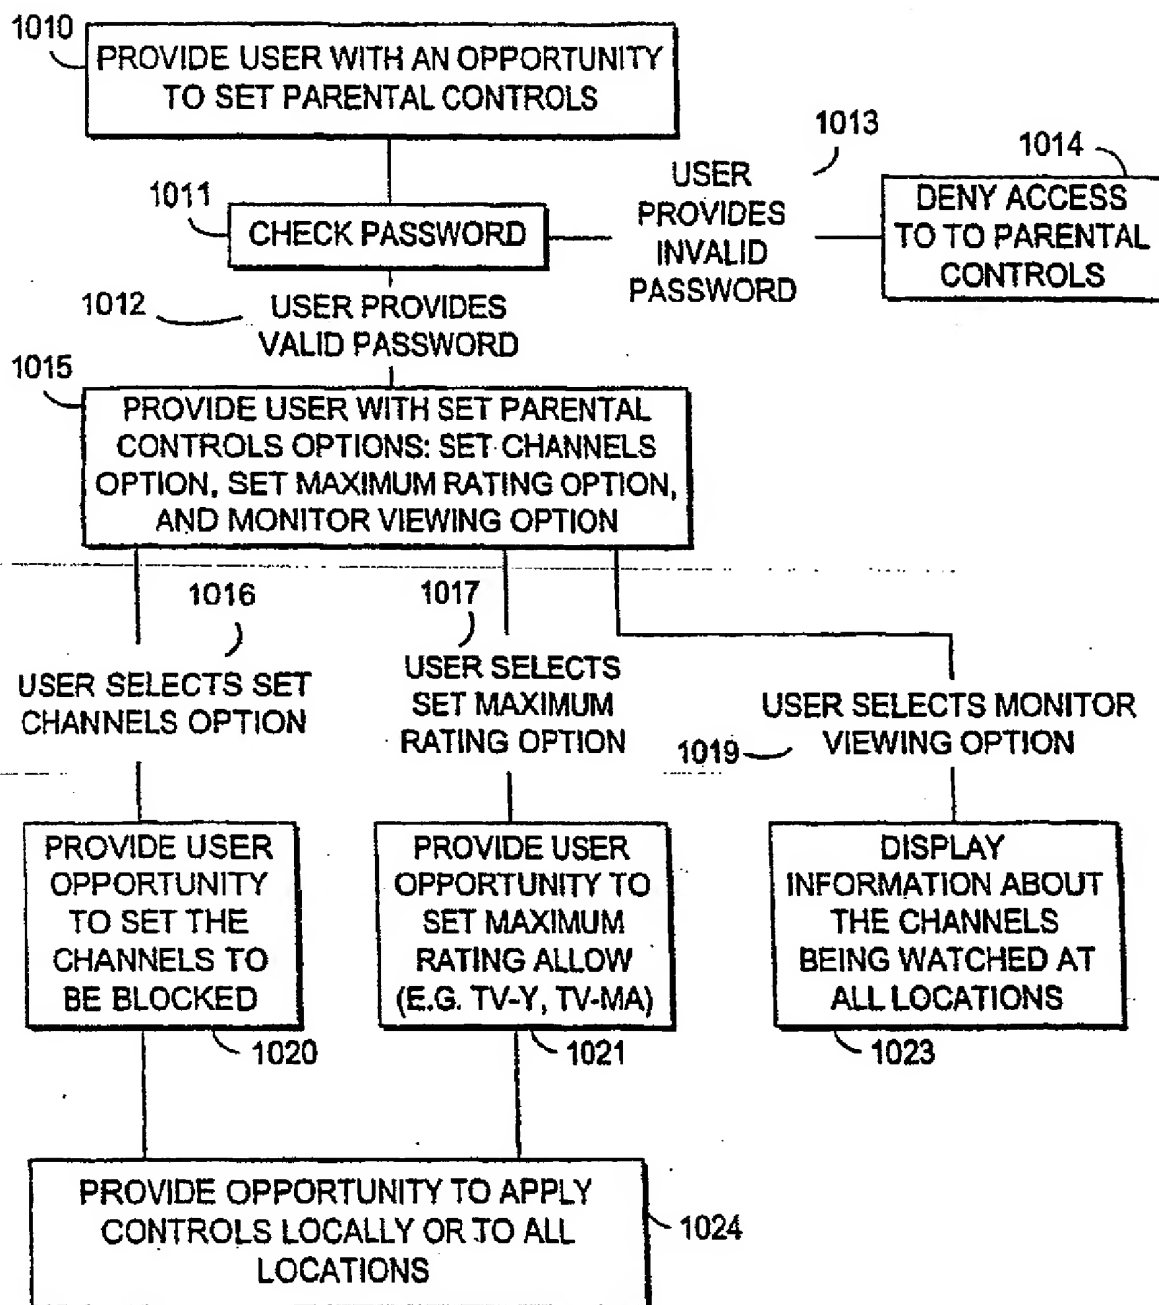 1010
PROVIDE USER WITH AN OPPORTUNITY
TO SET PARENTAL CONTROLS
1011
CHECK PASSWORD
1013
USER
PROVIDES
INVALID
PASSWORD
1014
DENY ACCESS
TO TO PARENTAL
CONTROLS
1012
USER PROVIDES
VALID PASSWORD
1015
PROVIDE USER WITH SET PARENTAL
CONTROLS OPTIONS: SET CHANNELS
OPTION, SET MAXIMUM RATING OPTION,
AND MONITOR VIEWING OPTION
1016
USER SELECTS SET
CHANNELS OPTION
1017
USER SELECTS
SET MAXIMUM
RATING OPTION
USER SELECTS MONITOR
VIEWING OPTION
1019
PROVIDE USER
OPPORTUNITY
TO SET THE
CHANNELS TO
BE BLOCKED
1020
PROVIDE USER
OPPORTUNITY TO
SET MAXIMUM
RATING ALLOW
(E.G. TV-Y, TV-MA)
1021
DISPLAY
INFORMATION ABOUT
THE CHANNELS
BEING WATCHED AT
ALL LOCATIONS
1023
PROVIDE OPPORTUNITY TO APPLY
CONTROLS LOCALLY OR TO ALL
LOCATIONS
1024